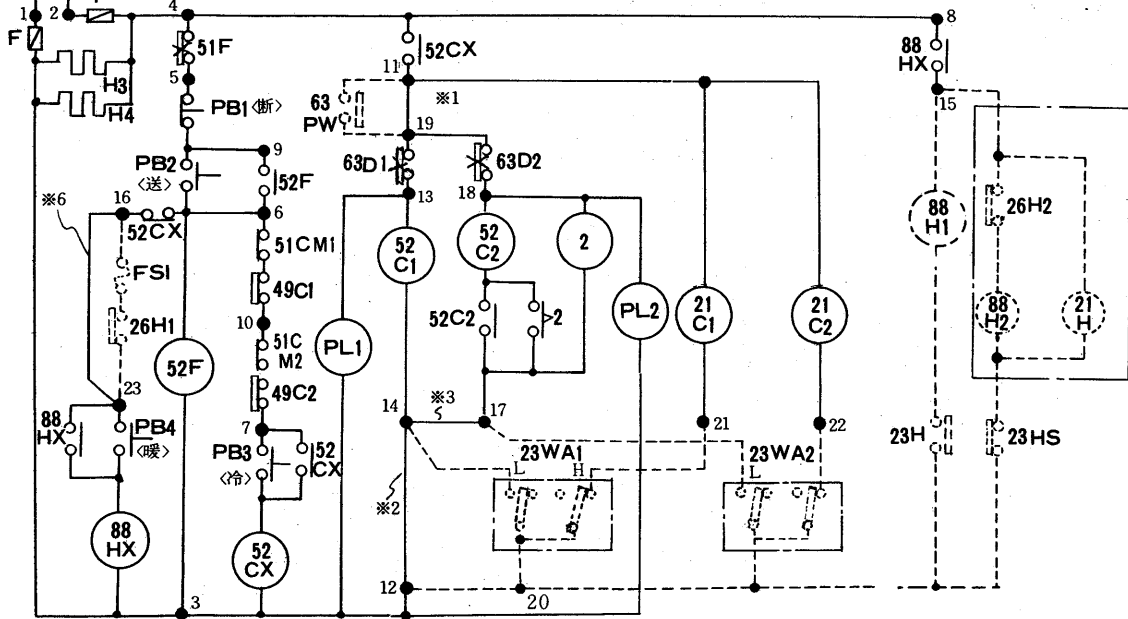 1
2
4
8
F
51F
52CX
88
HX
H3
5
11
H4
PB1〈断〉
63
PW
※1
15
19
9
PB2
〈送〉
52F
63D1
63D2
※6
16
6
13
18
26H2
52CX
51CM1
52
C1
52
C2
2
88
H1
FS1
49C1
26H1
10
52C2
2
PL2
21
C1
21
C2
88
H2
21
H
51C
M2
PL1
52F
49C2
23
14
※3
17
21
22
88
HX
PB4
〈暖〉
7
PB3
〈冷〉
52
CX
23WA1
L
H
23WA2
L
23H
23HS
※2
88
HX
52
CX
12
3
20